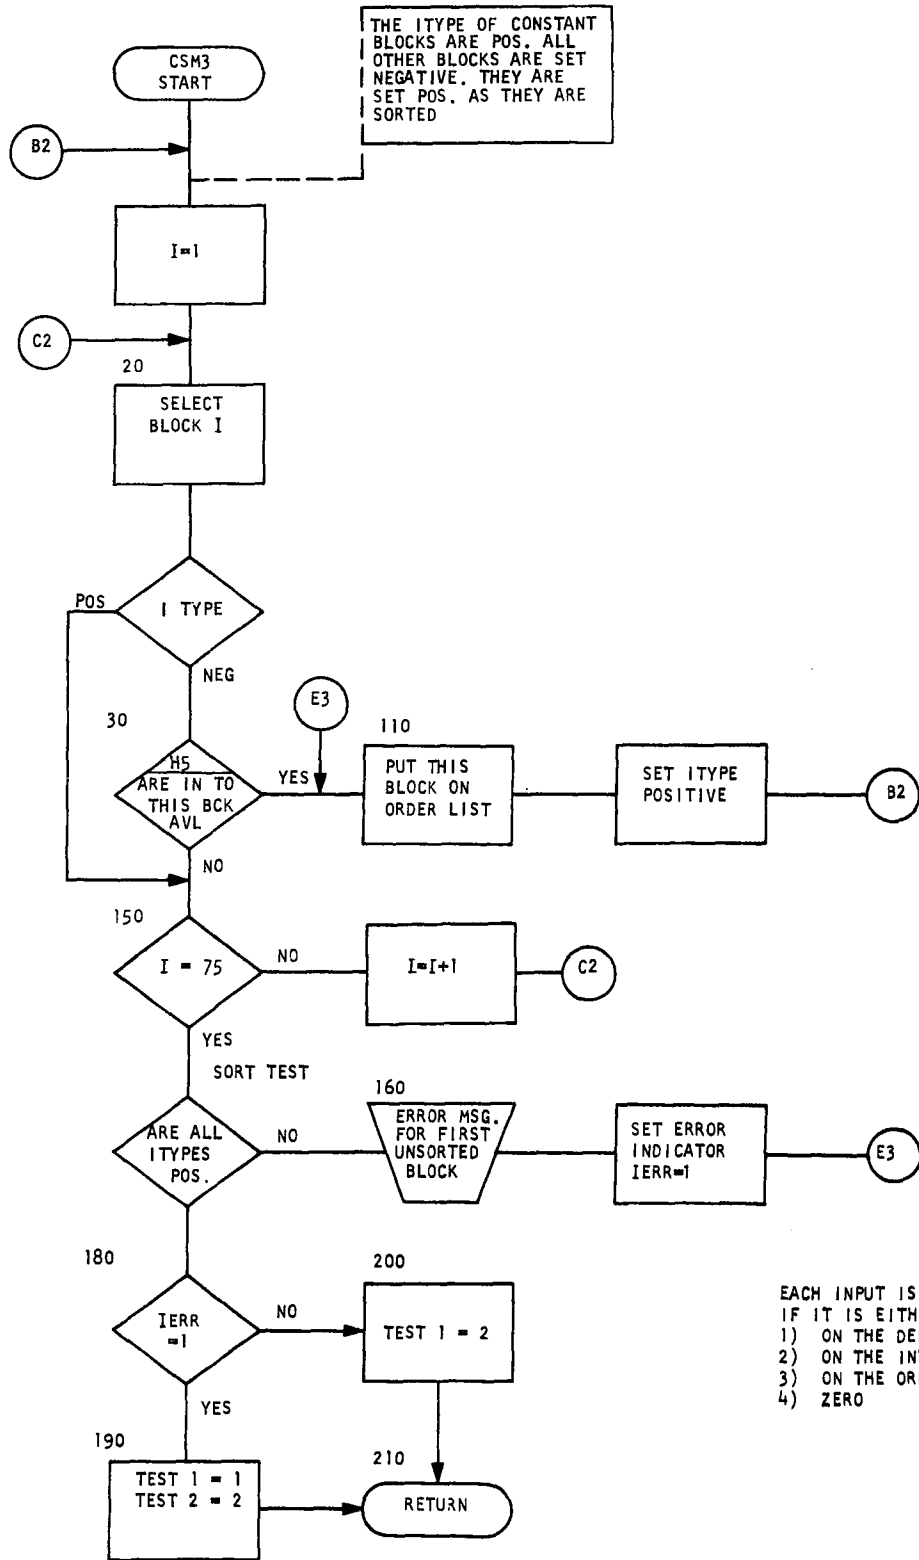 THE ITYPE OF CONSTANT
BLOCKS ARE POS. ALL
OTHER BLOCKS ARE SET
NEGATIVE. THEY ARE
SET POS. AS THEY ARE
SORTED
CSM3
START
B2
I=1
C2
20
SELECT
BLOCK I
POS
I TYPE
NEG
30
E3
110
H5
ARE IN TO
THIS BCK
AVL
YES
PUT THIS
BLOCK ON
ORDER LIST
SET ITYPE
POSITIVE
B2
NO
150
I = 75
NO
I=I+1
C2
YES
SORT TEST
160
ARE ALL
ITYPES
POS.
NO
ERROR MSG.
FOR FIRST
UNSORTED
BLOCK
SET ERROR
INDICATOR
IERR=1
E3
180
200
IERR
=1
NO
TEST 1 = 2
EACH INPUT IS
IF IT IS EITH
1) ON THE DE
2) ON THE IN
3) ON THE OR
4) ZERO
YES
190
210
TEST 1 = 1
TEST 2 = 2
RETURN